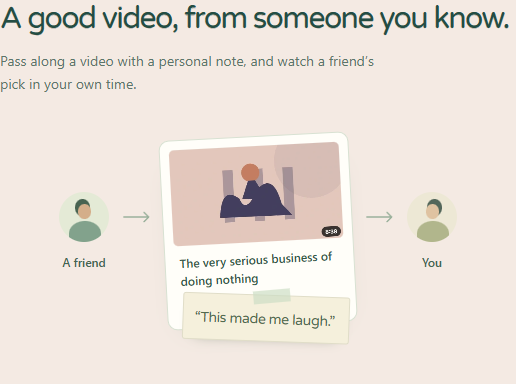 A good video, from someone you know.
Pass along a video with a personal note, and watch a friend’s
pick in your own time.
8:38
A friend
You
The very serious business of
doing nothing
“This made me laugh.”